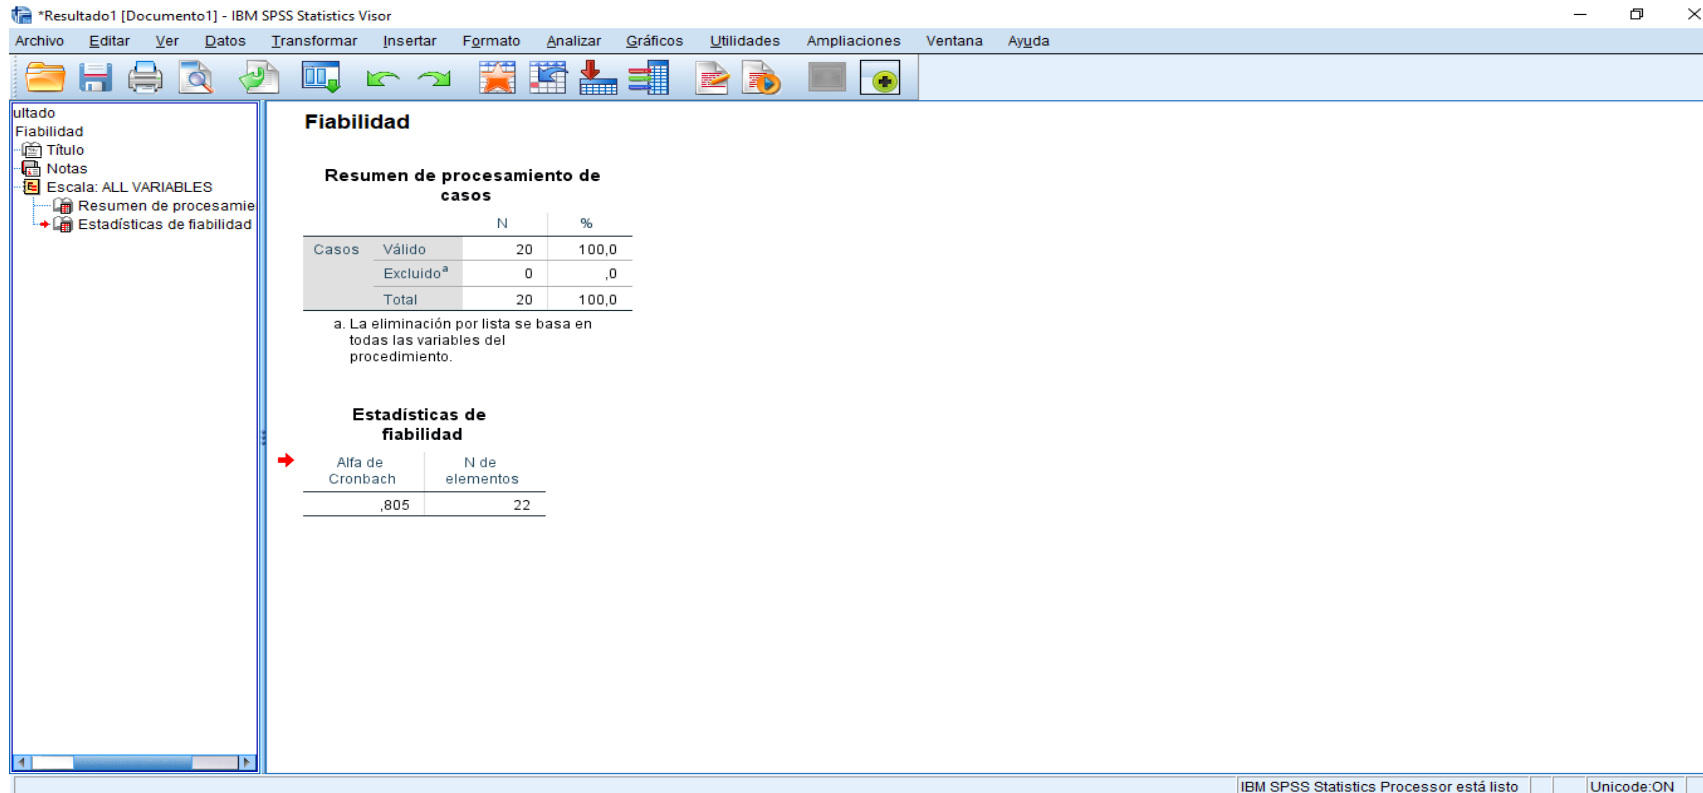 *Resultado1 [Documento1] - IBM SPSS Statistics Visor
Archivo Editar Ver Datos Transformar Insertar Formato Analizar Gráficos Utilidades Ampliaciones Ventana Ayuda
ultado
Fiabilidad
Título
Notas
Escala: ALL VARIABLES
Resumen de procesamie
Estadísticas de fiabilidad
Fiabilidad
Resumen de procesamiento de
casos
N %
Casos Válido 20 100,0
Excluidoª 0 ,0
Total 20 100,0
a. La eliminación por lista se basa en
todas las variables del
procedimiento.
Estadísticas de
fiabilidad
Alfa de N de
Cronbach elementos
,805 22
IBM SPSS Statistics Processor está listo Unicode:ON